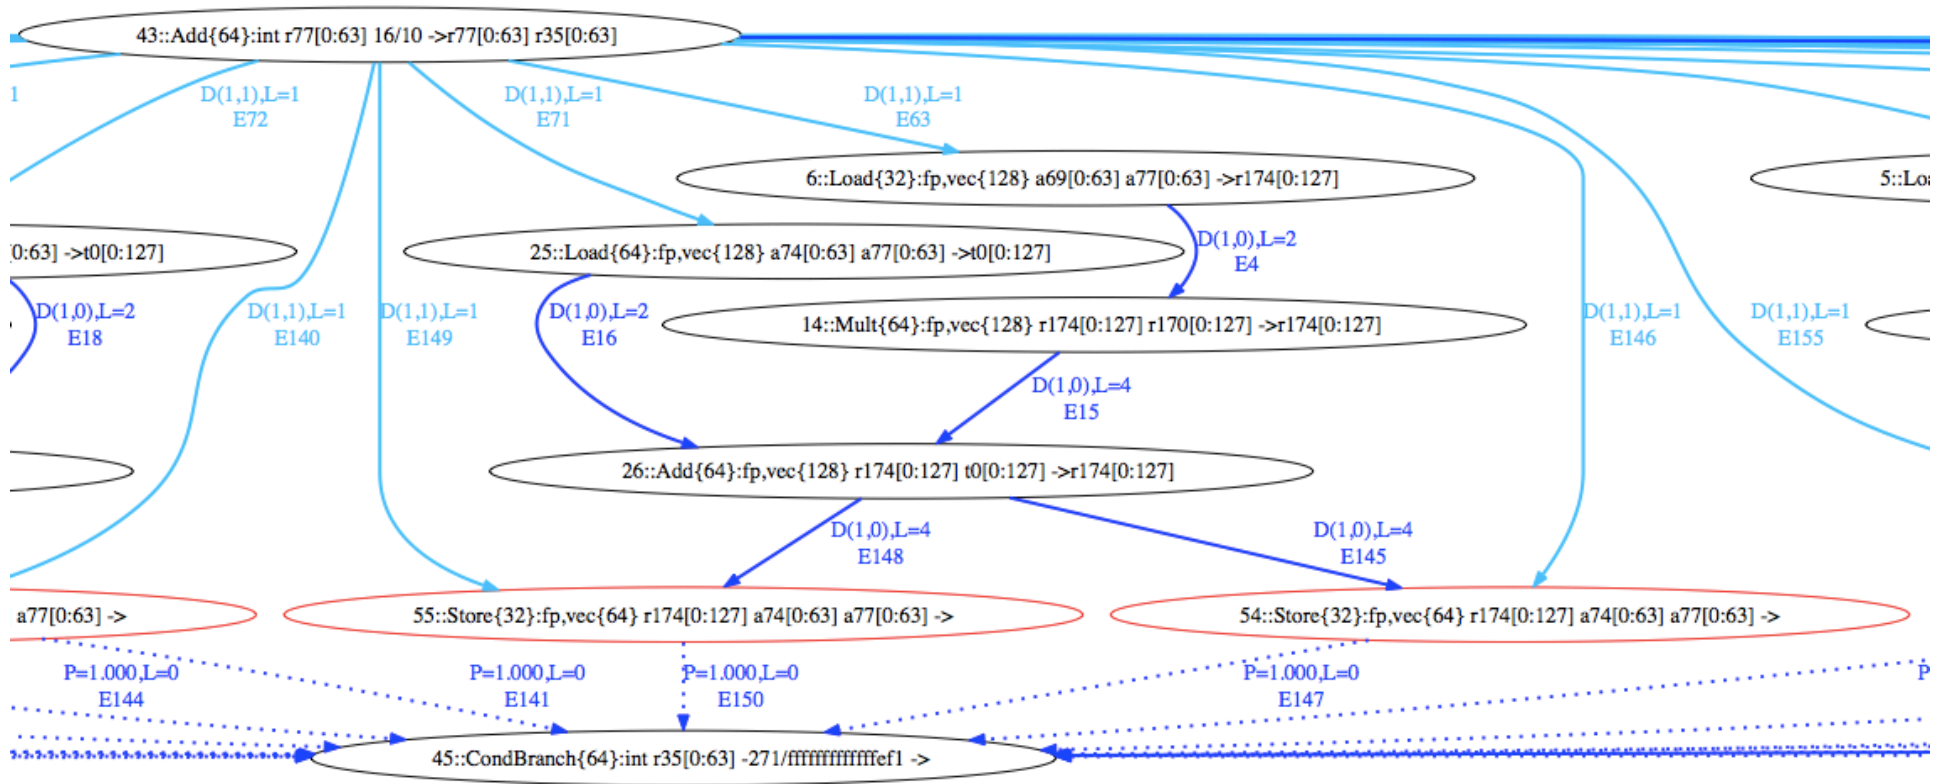 43::Add{64}:int r77[0:63] 16/10 ->r77[0:63] r35[0:63]
1
D(1,1),L=1
E72
D(1,1),L=1
E71
D(1,1),L=1
E63
6::Load{32}:fp,vec{128} a69[0:63] a77[0:63] ->r174[0:127]
5::Loa
[0:63] ->t0[0:127]
25::Load{64}:fp,vec{128} a74[0:63] a77[0:63] ->t0[0:127]
D(1,0),L=2
E4
D(1,0),L=2
E18
D(1,1),L=1
E140
D(1,1),L=1
E149
D(1,0),L=2
E16
14::Mult{64}:fp,vec{128} r174[0:127] r170[0:127] ->r174[0:127]
D(1,1),L=1
E146
D(1,1),L=1
E155
D(1,0),L=4
E15
26::Add{64}:fp,vec{128} r174[0:127] t0[0:127] ->r174[0:127]
D(1,0),L=4
E148
D(1,0),L=4
E145
a77[0:63] ->
55::Store{32}:fp,vec{64} r174[0:127] a74[0:63] a77[0:63] ->
54::Store{32}:fp,vec{64} r174[0:127] a74[0:63] a77[0:63] ->
P=1.000,L=0
E144
P=1.000,L=0
E141
P=1.000,L=0
E150
P=1.000,L=0
E147
P
45::CondBranch{64}:int r35[0:63] -271/fffffffffffffef1 ->